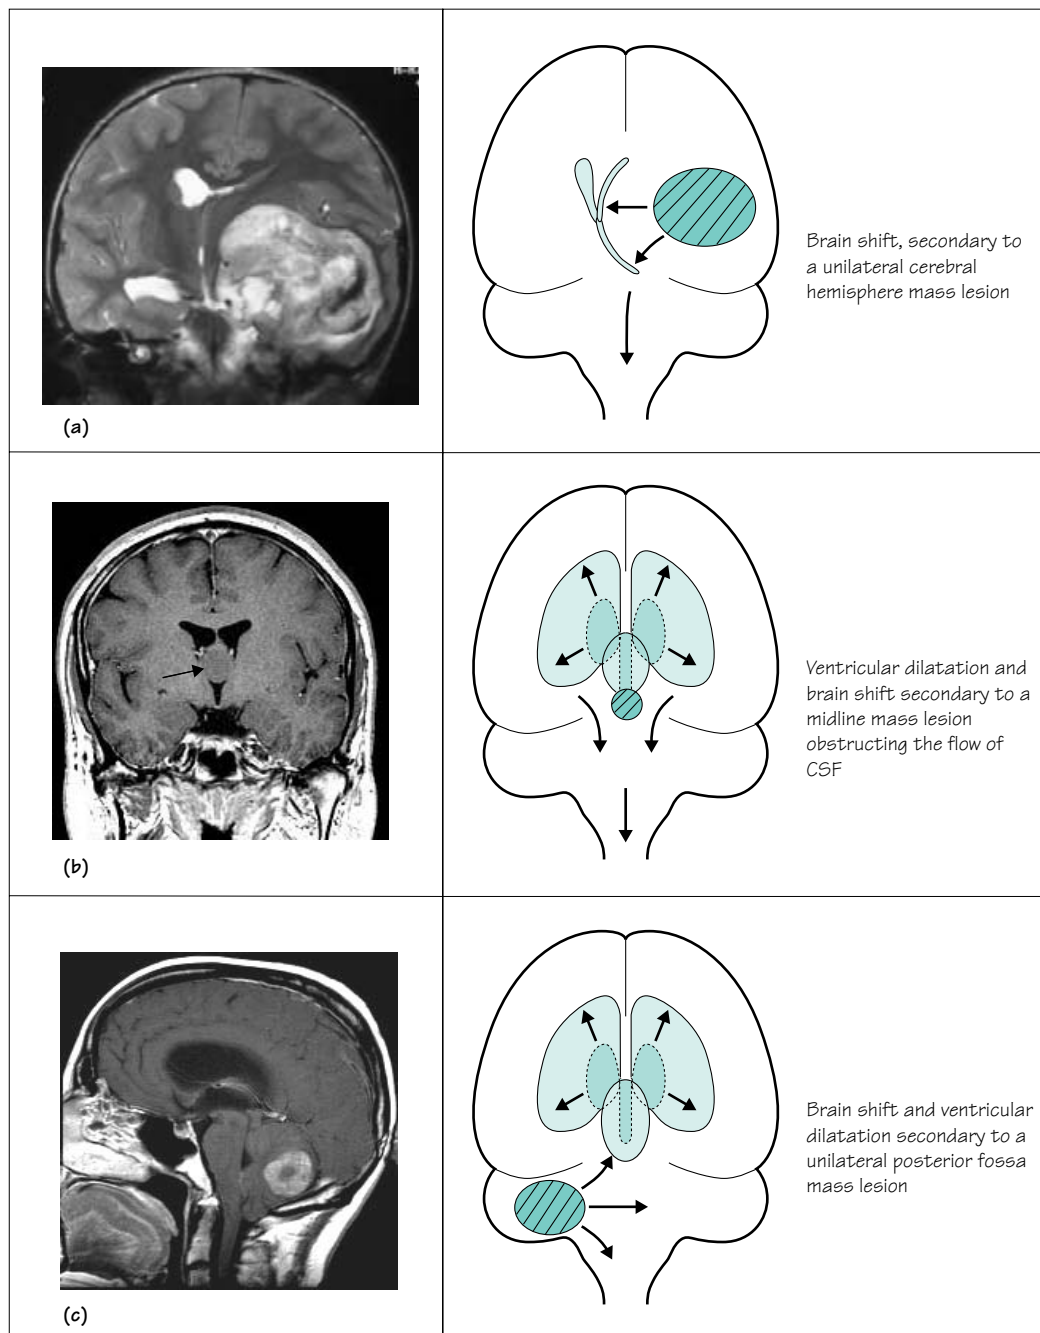 Brain shift, secondary to
a unilateral cerebral
hemisphere mass lesion
(a)
Ventricular dilatation and
brain shift secondary to a
midline mass lesion
obstructing the flow of
CSF
(b)
Brain shift and ventricular
dilatation secondary to a
unilateral posterior fossa
mass lesion
(c)